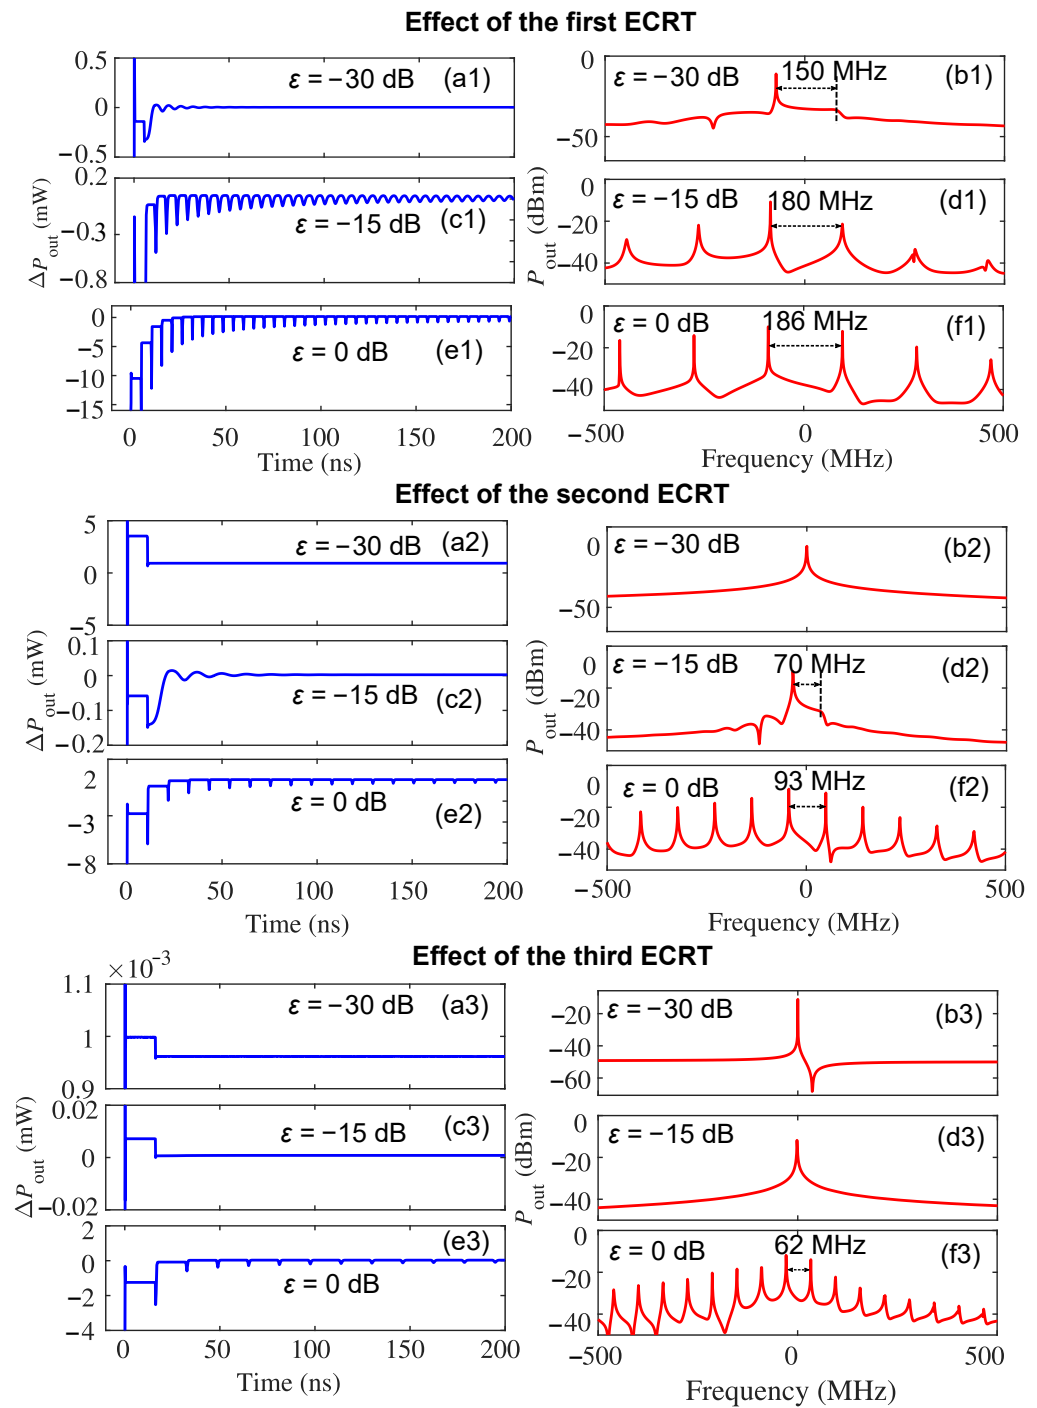 Effect of the first ECRT
0.5
0
−0.5
ε = −30 dB
(a1)
0
−50
ε = −30 dB
150 MHz
(b1)
0.2
−0.3
−0.8
ΔP_out (mW)
ε = −15 dB
(c1)
0
−20
−40
P_out (dBm)
ε = −15 dB
180 MHz
(d1)
0
−5
−10
−15
ε = 0 dB
(e1)
0
−20
−40
ε = 0 dB
186 MHz
(f1)
0 50 100 150 200
Time (ns)
−500 0 500
Frequency (MHz)
Effect of the second ECRT
5
0
−5
ε = −30 dB
(a2)
0
−50
ε = −30 dB
(b2)
0.1
0
−0.1
−0.2
ΔP_out (mW)
ε = −15 dB
(c2)
0
−20
−40
P_out (dBm)
ε = −15 dB
70 MHz
(d2)
2
−3
−8
ε = 0 dB
(e2)
0
−20
−40
ε = 0 dB
93 MHz
(f2)
0 50 100 150 200
Time (ns)
−500 0 500
Frequency (MHz)
Effect of the third ECRT
×10⁻³
1.1
1
0.9
ε = −30 dB
(a3)
−20
−40
−60
ε = −30 dB
(b3)
0.02
0
−0.02
ΔP_out (mW)
ε = −15 dB
(c3)
0
−20
−40
P_out (dBm)
ε = −15 dB
(d3)
2
0
−2
−4
ε = 0 dB
(e3)
0
−20
−40
ε = 0 dB
62 MHz
(f3)
0 50 100 150 200
Time (ns)
−500 0 500
Frequency (MHz)